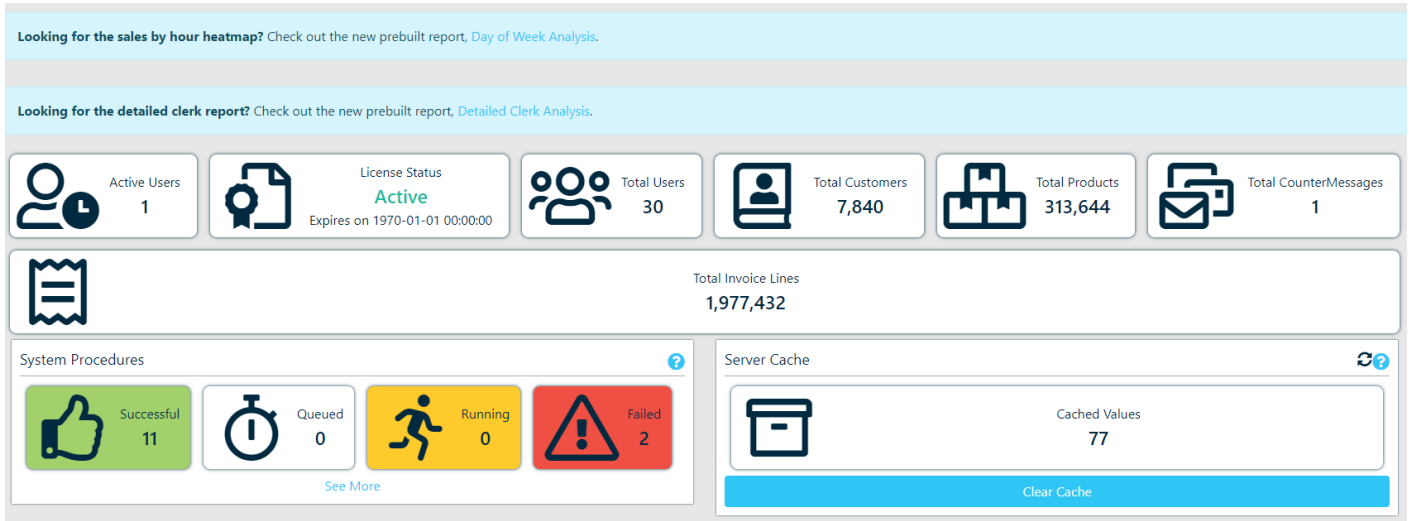 Looking for the sales by hour heatmap? Check out the new prebuilt report, Day of Week Analysis.
Looking for the detailed clerk report? Check out the new prebuilt report, Detailed Clerk Analysis.
Active Users
1
License Status
Active
Expires on 1970-01-01 00:00:00
Total Users
30
Total Customers
7,840
Total Products
313,644
Total CounterMessages
1
Total Invoice Lines
1,977,432
System Procedures
?
Successful
11
Queued
0
Running
0
Failed
2
See More
Server Cache
?
Cached Values
77
Clear Cache